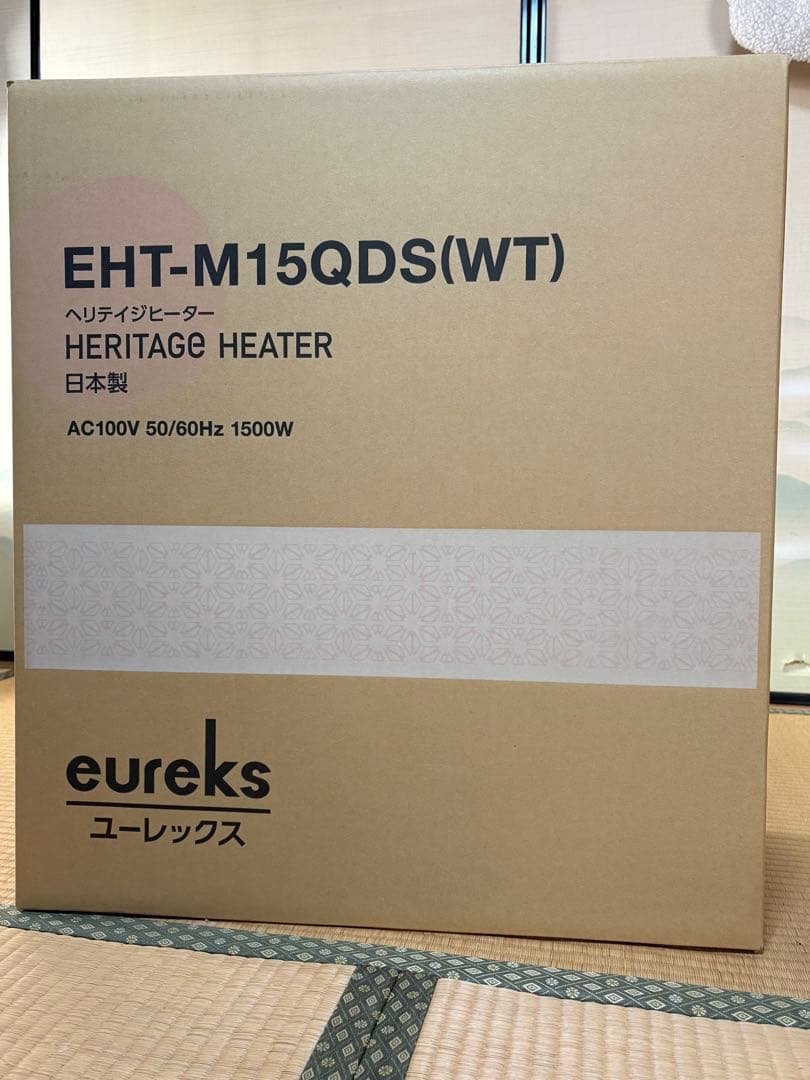 EHT-M15QDS(WT)
ヘリテイジヒーター
HERITAGe HEATER
日本製
AC100V 50/60Hz 1500W
eureks
ユーレックス